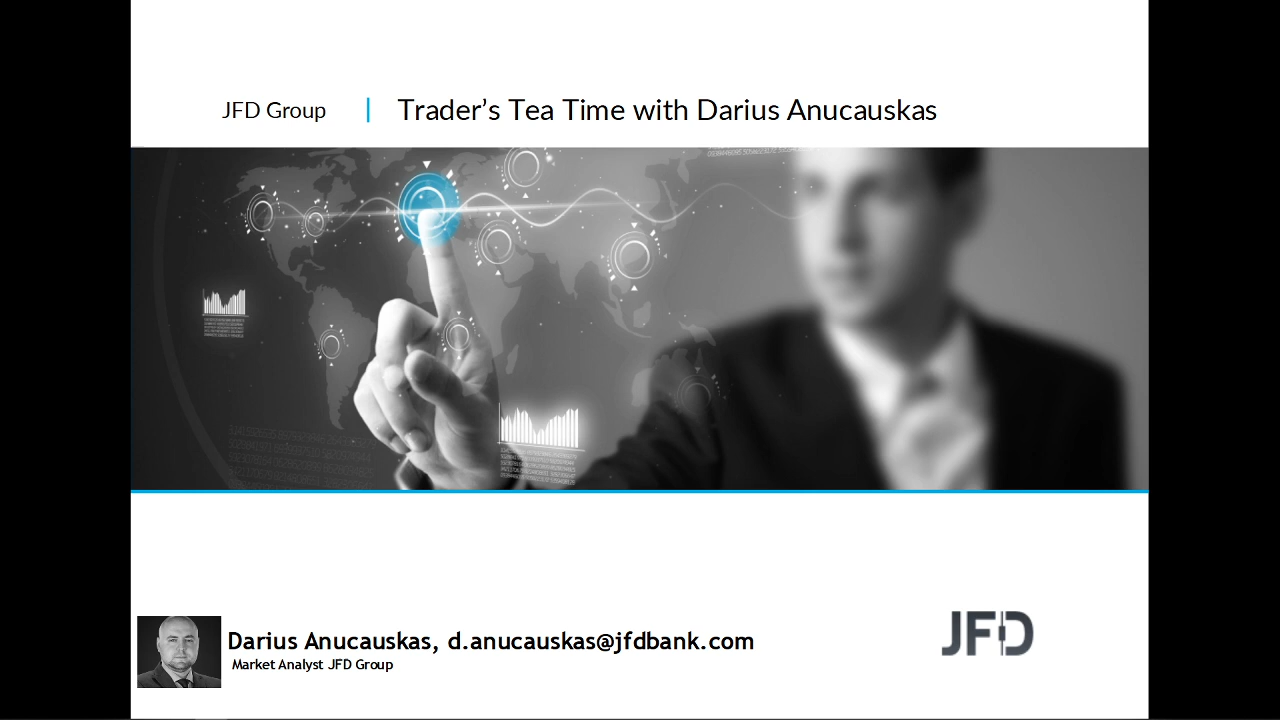 JFD Group | Trader’s Tea Time with Darius Anucauskas
Darius Anucauskas, d.anucauskas@jfdbank.com
Market Analyst JFD Group
JFD